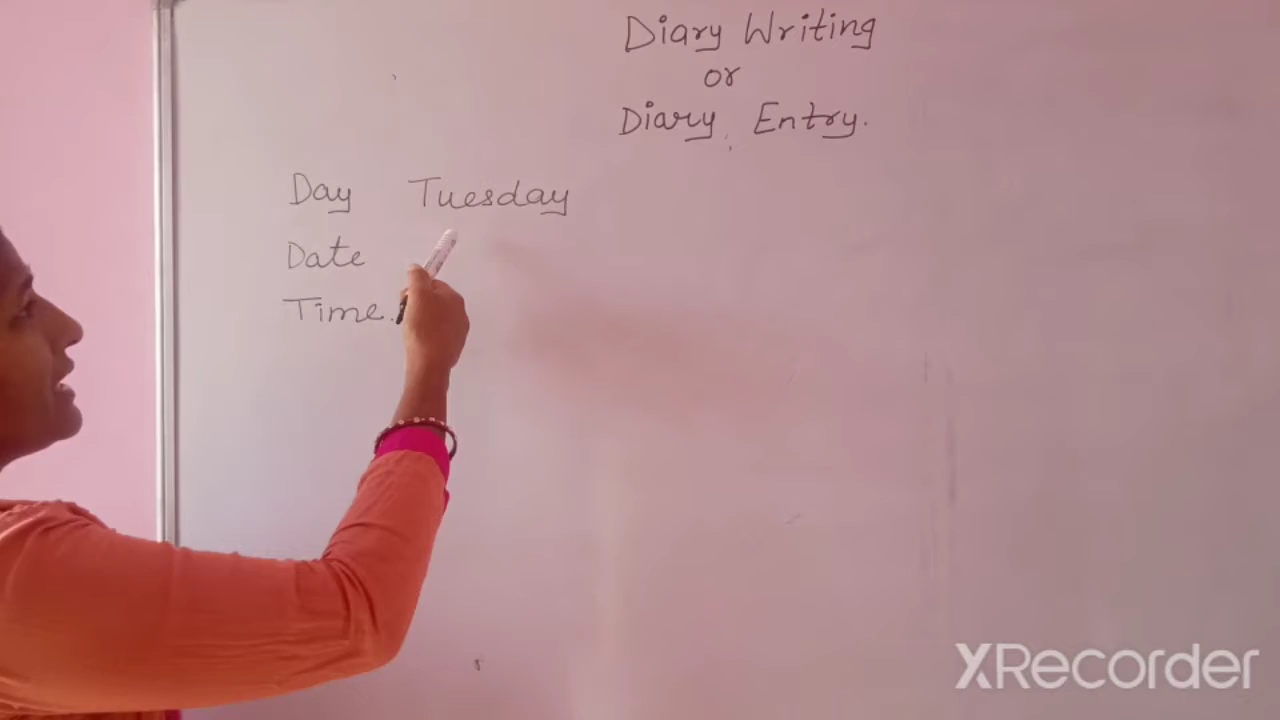 Diary Writing
or
Diary Entry.
Day Tuesday
Date
Time.
XRecorder